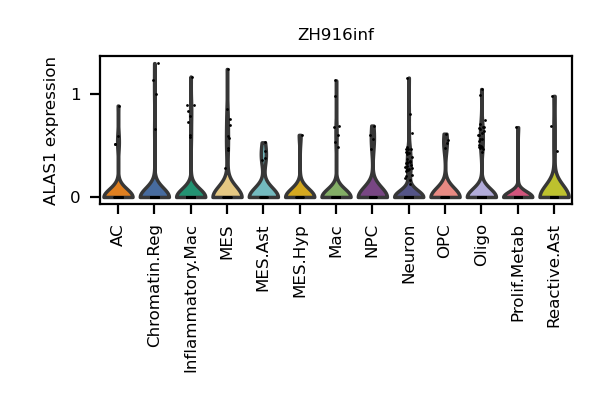 ZH916inf
ALAS1 expression
1
0
AC
Chromatin.Reg
Inflammatory.Mac
MES
MES.Ast
MES.Hyp
Mac
NPC
Neuron
OPC
Oligo
Prolif.Metab
Reactive.Ast